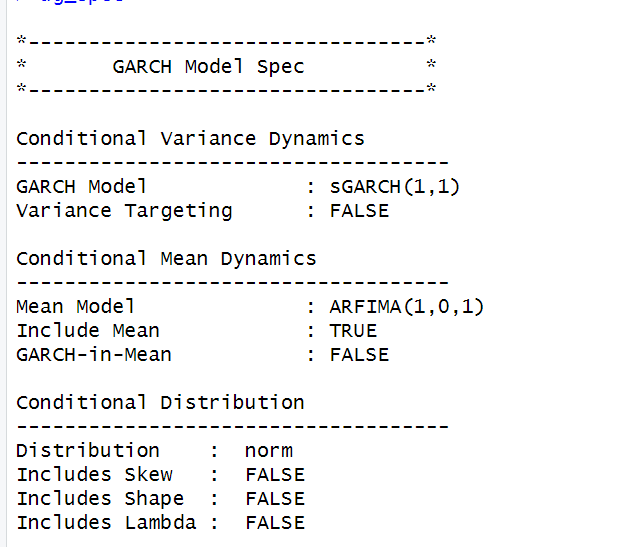 *---------------------------------*
*       GARCH Model Spec          *
*---------------------------------*
Conditional Variance Dynamics
------------------------------------
GARCH Model             : sGARCH(1,1)
Variance Targeting      : FALSE
Conditional Mean Dynamics
------------------------------------
Mean Model              : ARFIMA(1,0,1)
Include Mean            : TRUE
GARCH-in-Mean           : FALSE
Conditional Distribution
------------------------------------
Distribution    :  norm
Includes Skew   :  FALSE
Includes Shape  :  FALSE
Includes Lambda :  FALSE